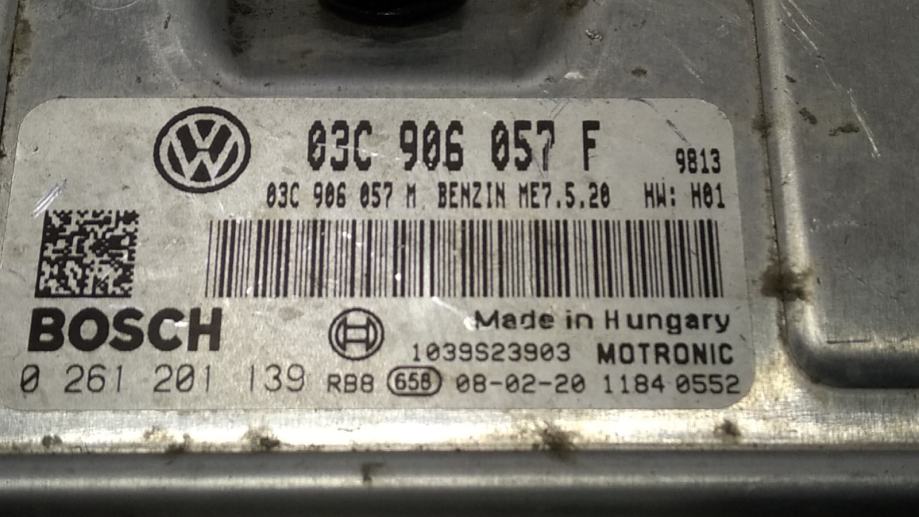 03C 906 057 F 9813
03C 906 057 M BENZIN ME7.5.20 HW: H01
BOSCH Made in Hungary
1039S23903 MOTRONIC
0 261 201 139 RB8 658 08-02-20 1184 0552